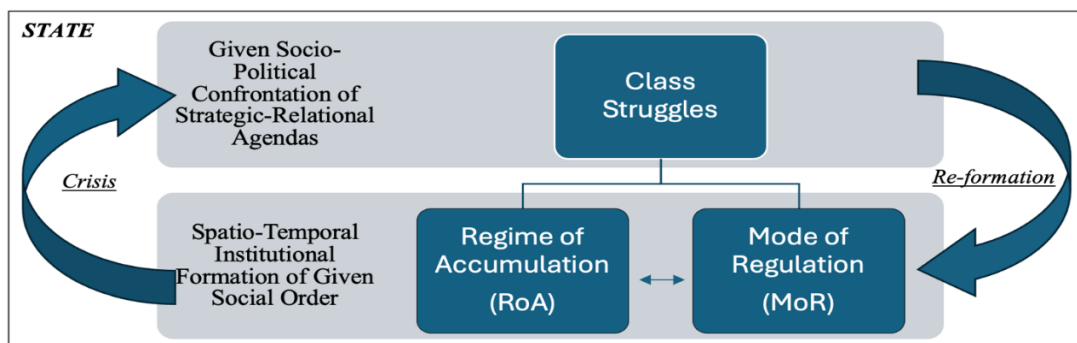 STATE
Given Socio-
Political
Confrontation of
Strategic-Relational
Agendas
Class
Struggles
Crisis
Re-formation
Spatio-Temporal
Institutional
Formation of Given
Social Order
Regime of
Accumulation
(RoA)
Mode of
Regulation
(MoR)